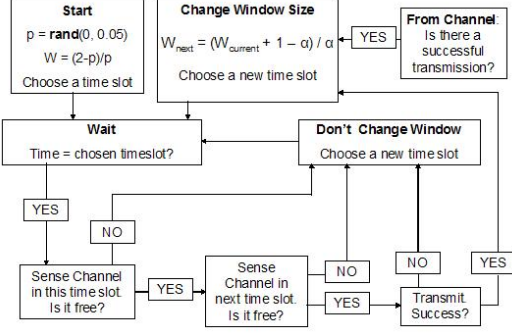 Start
p = rand(0, 0.05)
W = (2-p)/p
Choose a time slot
Change Window Size
Wnext = (Wcurrent + 1 – α) / α
Choose a new time slot
YES
From Channel:
Is there a
successful
transmission?
Wait
Time = chosen timeslot?
Don't Change Window
Choose a new time slot
YES
NO
Sense Channel
in this time slot.
Is it free?
YES
Sense
Channel in
next time slot.
Is it free?
NO
YES
NO
YES
Transmit.
Success?